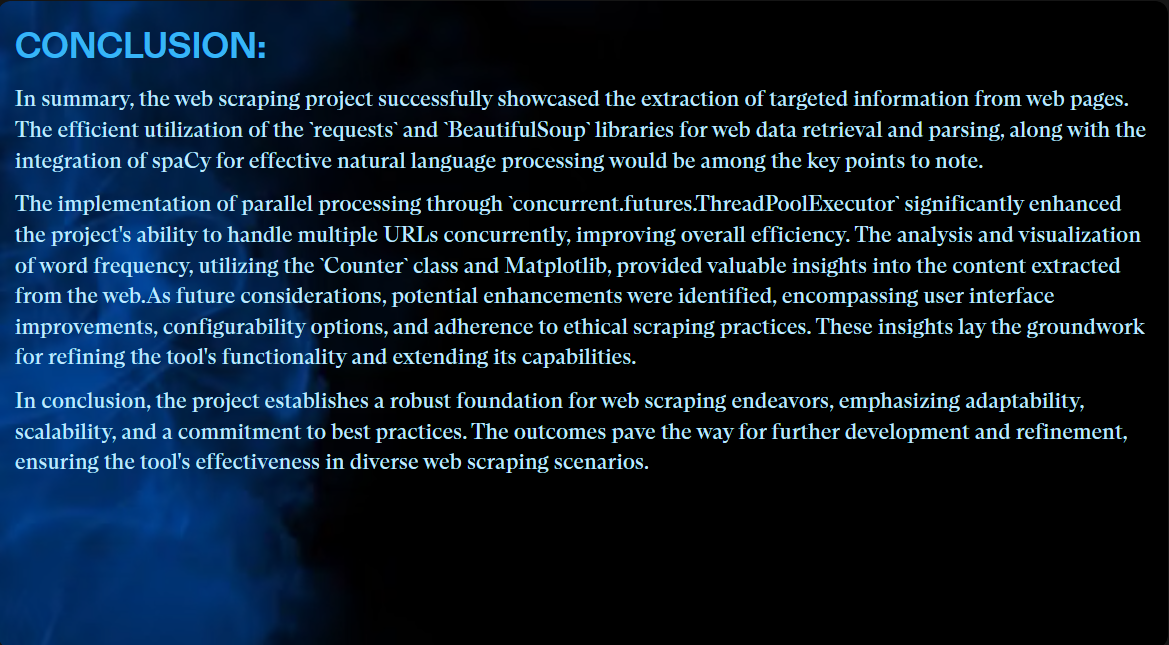 CONCLUSION:
In summary, the web scraping project successfully showcased the extraction of targeted information from web pages.
The efficient utilization of the `requests` and `BeautifulSoup` libraries for web data retrieval and parsing, along with the
integration of spaCy for effective natural language processing would be among the key points to note.
The implementation of parallel processing through `concurrent.futures.ThreadPoolExecutor` significantly enhanced
the project's ability to handle multiple URLs concurrently, improving overall efficiency. The analysis and visualization
of word frequency, utilizing the `Counter` class and Matplotlib, provided valuable insights into the content extracted
from the web.As future considerations, potential enhancements were identified, encompassing user interface
improvements, configurability options, and adherence to ethical scraping practices. These insights lay the groundwork
for refining the tool's functionality and extending its capabilities.
In conclusion, the project establishes a robust foundation for web scraping endeavors, emphasizing adaptability,
scalability, and a commitment to best practices. The outcomes pave the way for further development and refinement,
ensuring the tool's effectiveness in diverse web scraping scenarios.